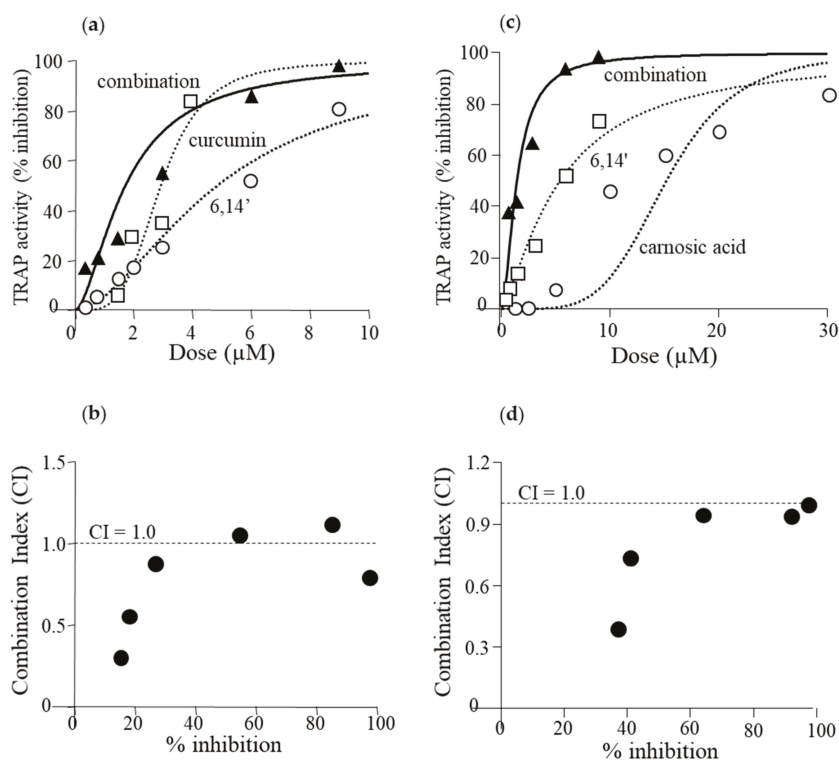 (a)
TRAP activity (% inhibition)
100
80
60
40
20
0
combination
curcumin
6,14’
0 2 4 6 8 10
Dose (µM)
(c)
TRAP activity (% inhibition)
100
80
60
40
20
0
combination
6,14'
carnosic acid
0 10 20 30
Dose (µM)
(b)
Combination Index (CI)
1.5
1.0
0.5
0
CI = 1.0
0 20 40 60 80 100
% inhibition
(d)
Combination Index (CI)
1.2
0.9
0.6
0.3
0
CI = 1.0
0 20 40 60 80 100
% inhibition